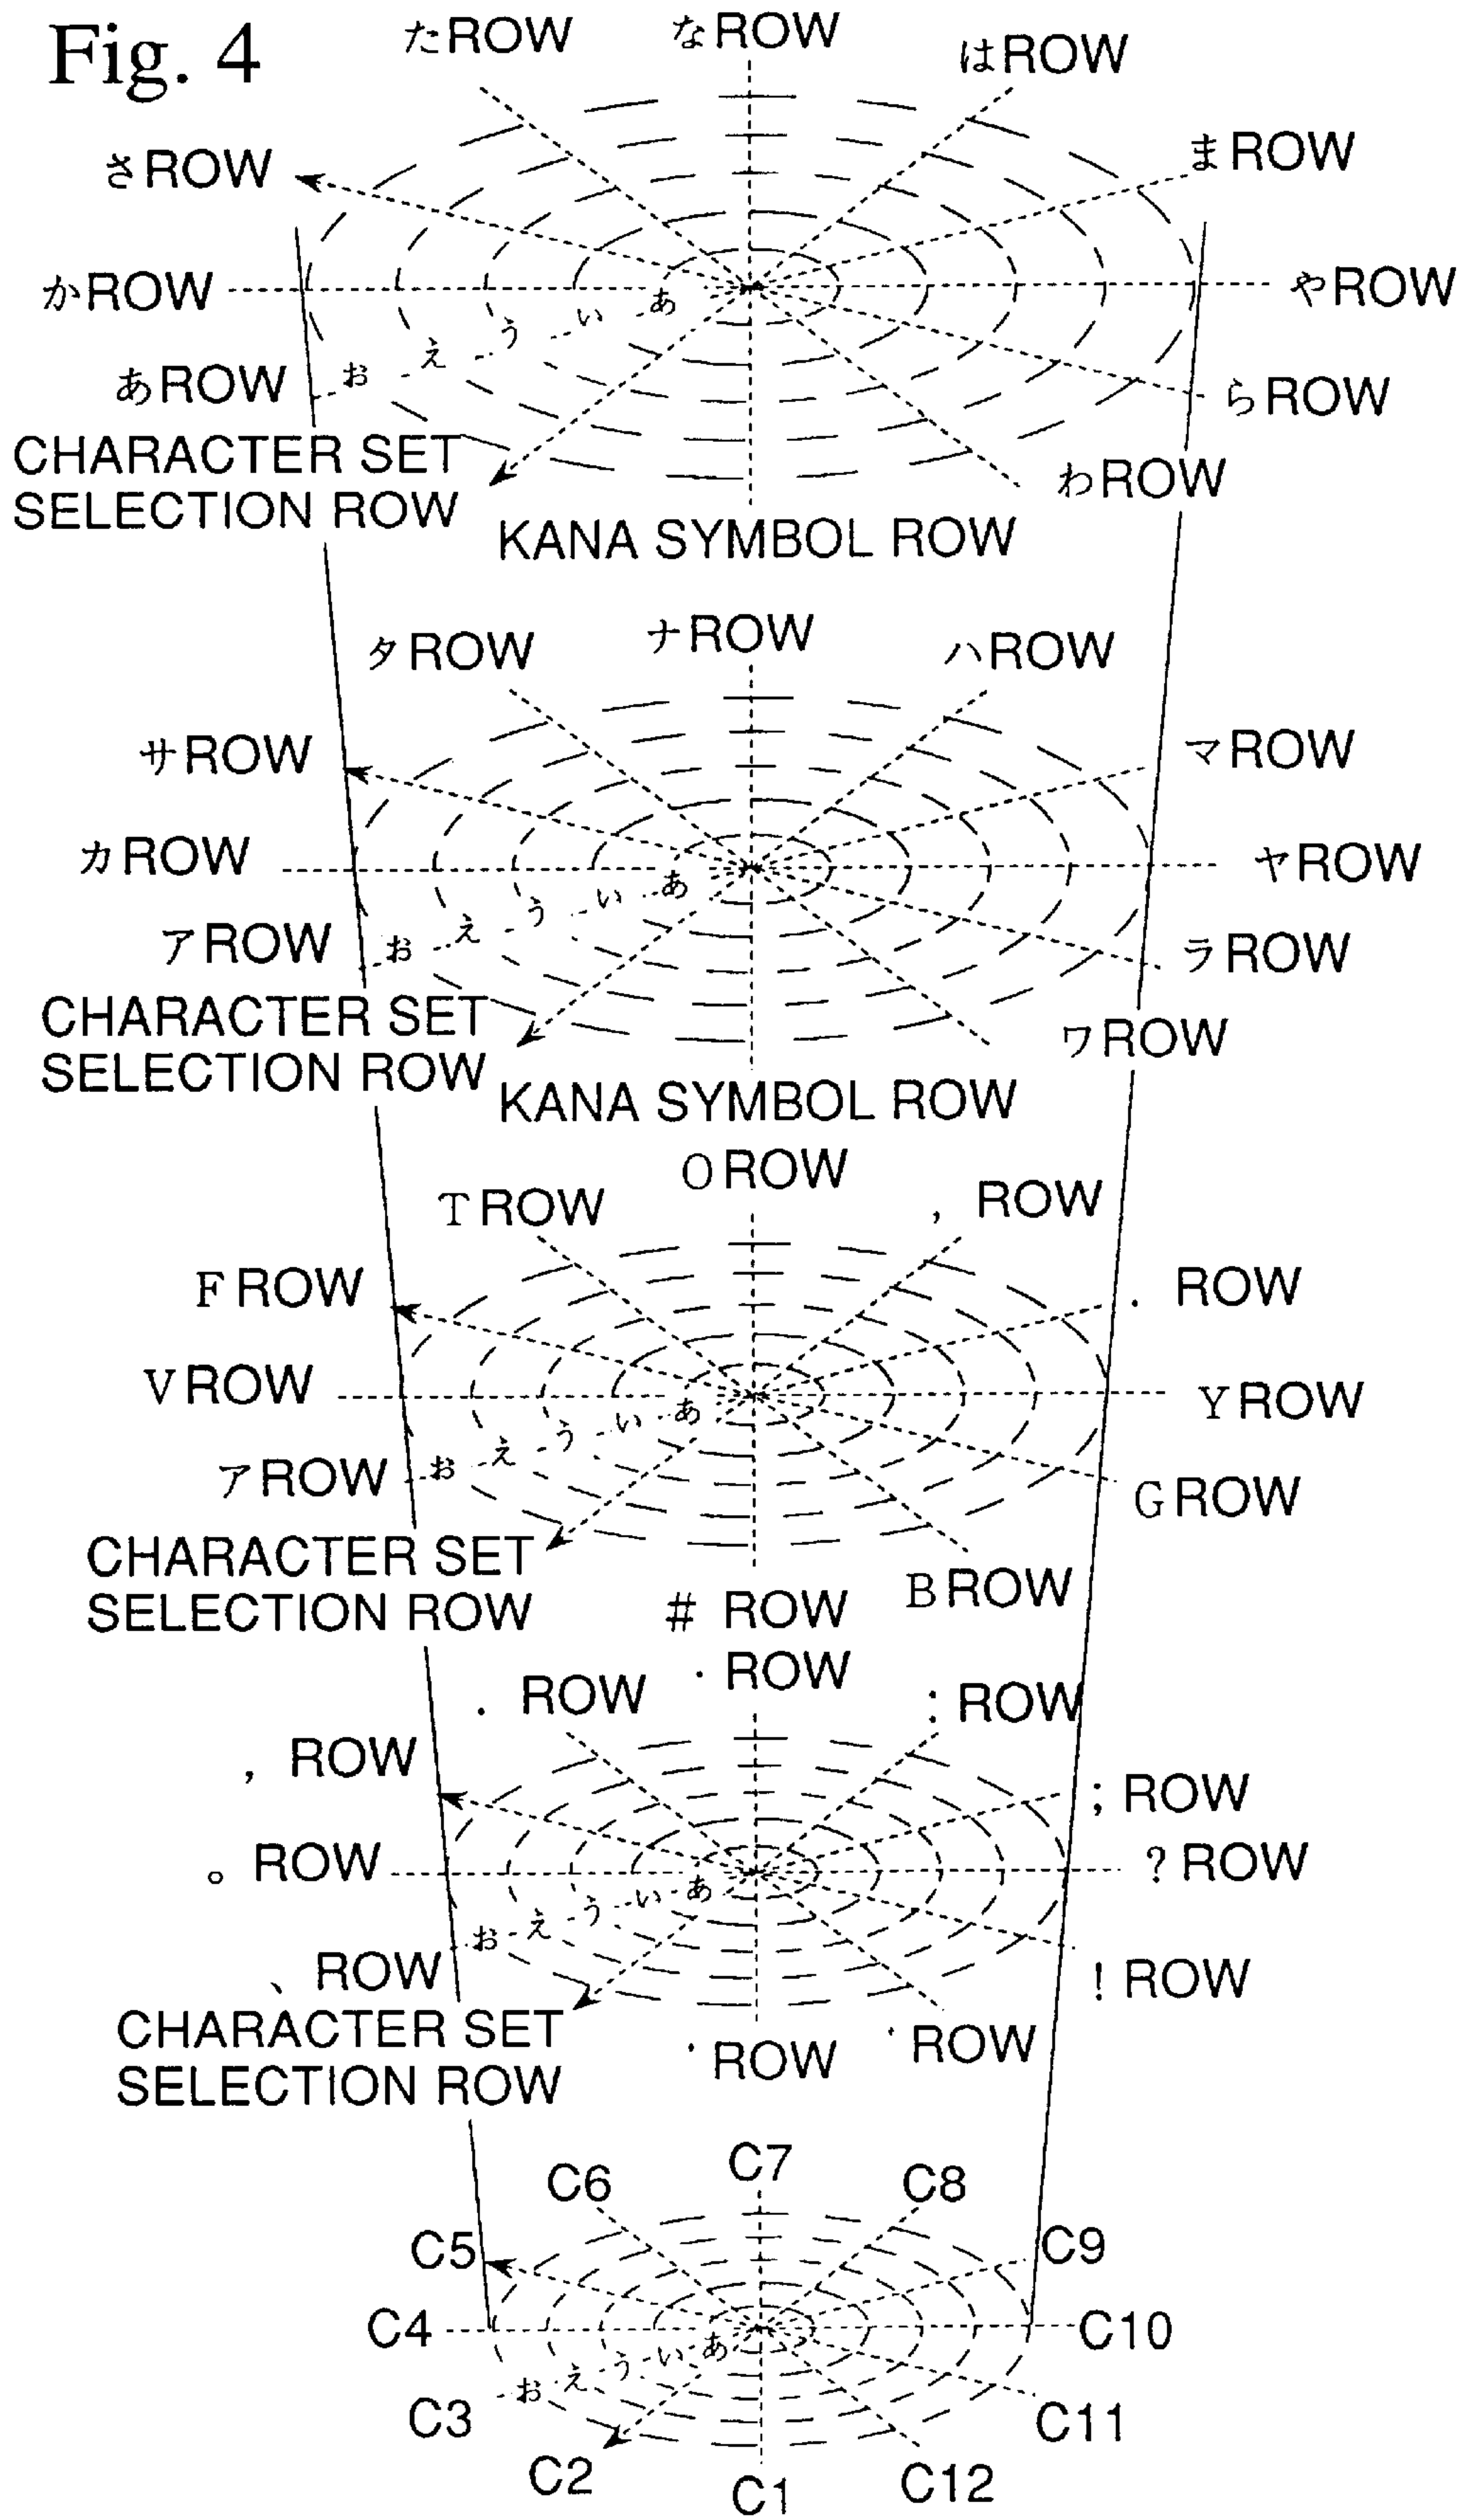 Fig. 4
たROW
なROW
はROW
さROW
まROW
かROW
やROW
あ
い
う
え
お
あROW
らROW
CHARACTER SET
SELECTION ROW
わROW
KANA SYMBOL ROW
タROW
ナROW
ハROW
サROW
マROW
カROW
ヤROW
あ
い
う
え
お
アROW
ラROW
CHARACTER SET
SELECTION ROW
ワROW
KANA SYMBOL ROW
O ROW
T ROW
, ROW
F ROW
. ROW
V ROW
Y ROW
あ
い
う
え
お
アROW
G ROW
CHARACTER SET
SELECTION ROW
B ROW
# ROW
・ROW
. ROW
: ROW
, ROW
; ROW
。ROW
? ROW
あ
い
う
え
お
、ROW
! ROW
CHARACTER SET
SELECTION ROW
ROW
ROW
C7
C6
C8
C5
C9
C4
C10
あ
い
う
え
お
C3
C11
C2
C12
C1